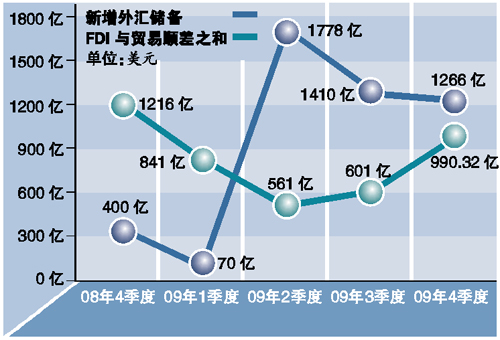 新增外汇储备
FDI 与贸易顺差之和
单位:美元
1800 亿
1500 亿
1200 亿
900 亿
600 亿
300 亿
0 亿
1778 亿
1410 亿
1266 亿
1216 亿
841 亿
561 亿
601 亿
990.32 亿
400 亿
70 亿
08年4季度
09年1季度
09年2季度
09年3季度
09年4季度